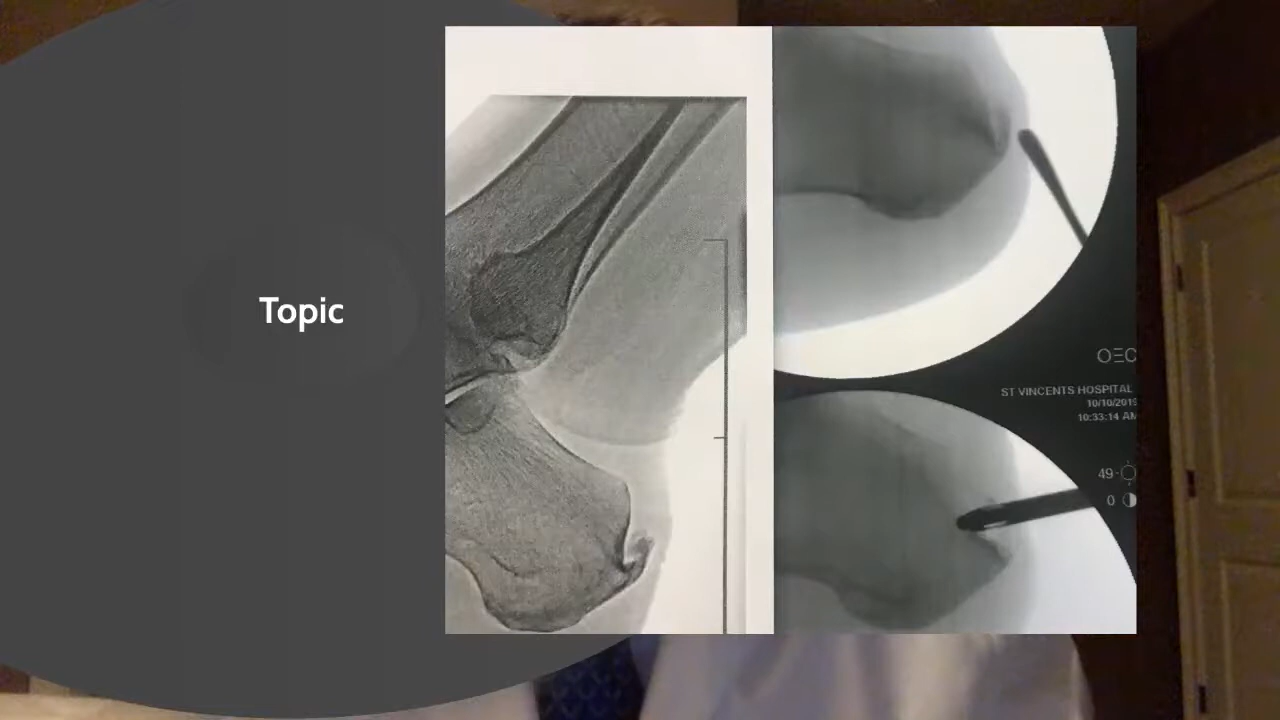 Topic
OEC
ST VINCENTS HOSPITAL
10/10/2019
10:33:14 AM
49
0